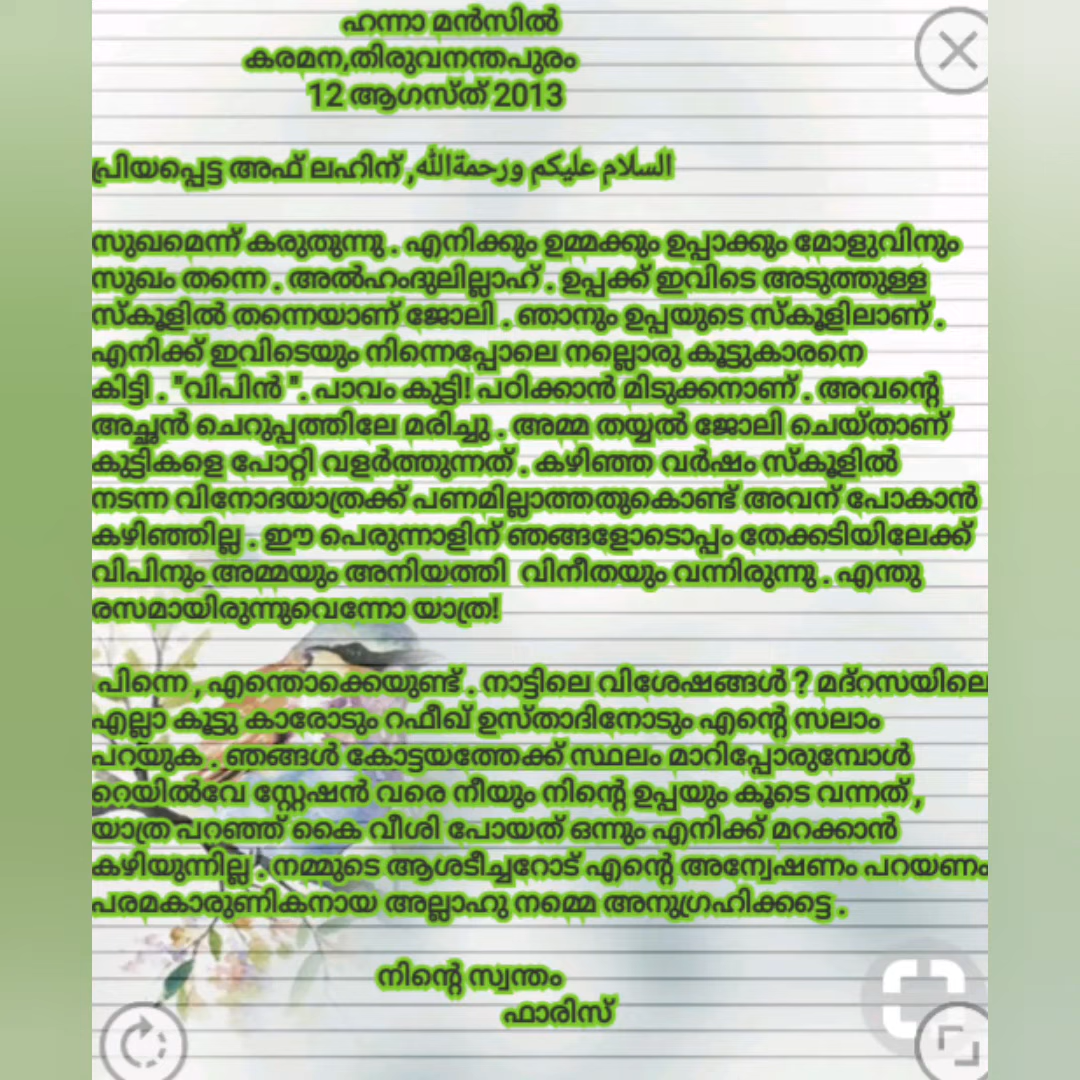 ഹന്നാ മൻസിൽ
കരമന,തിരുവനന്തപുരം
12 ആഗസ്ത് 2013
പ്രിയപ്പെട്ട അഫ് ലഹിന് ,السلام عليكم ورحمةالله
സുഖമെന്ന് കരുതുന്നു . എനിക്കും ഉമ്മക്കും ഉപ്പാക്കും മോളുവിനും
സുഖം തന്നെ . അൽഹംദുലില്ലാഹ് . ഉപ്പക്ക് ഇവിടെ അടുത്തുള്ള
സ്കൂളിൽ തന്നെയാണ് ജോലി . ഞാനും ഉപ്പയുടെ സ്കൂളിലാണ് .
എനിക്ക് ഇവിടെയും നിന്നെപ്പോലെ നല്ലൊരു കൂട്ടുകാരനെ
കിട്ടി . "വിപിൻ ". പാവം കുട്ടി! പഠിക്കാൻ മിടുക്കനാണ് . അവന്റെ
അച്ഛൻ ചെറുപ്പത്തിലേ മരിച്ചു . അമ്മ തയ്യൽ ജോലി ചെയ്താണ്
കുട്ടികളെ പോറ്റി വളർത്തുന്നത് . കഴിഞ്ഞ വർഷം സ്കൂളിൽ
നടന്ന വിനോദയാത്രക്ക് പണമില്ലാത്തതുകൊണ്ട് അവന് പോകാൻ
കഴിഞ്ഞില്ല . ഈ പെരുന്നാളിന് ഞങ്ങളോടൊപ്പം തേക്കടിയിലേക്ക്
വിപിനും അമ്മയും അനിയത്തി വിനീതയും വന്നിരുന്നു . എന്തു
രസമായിരുന്നുവെന്നോ യാത്ര!
പിന്നെ , എന്തൊക്കെയുണ്ട് . നാട്ടിലെ വിശേഷങ്ങൾ ? മദ്റസയിലെ
എല്ലാ കൂട്ടു കാരോടും റഫീഖ് ഉസ്താദിനോടും എന്റെ സലാം
പറയുക . ഞങ്ങൾ കോട്ടയത്തേക്ക് സ്ഥലം മാറിപ്പോരുമ്പോൾ
റെയിൽവേ സ്റ്റേഷൻ വരെ നീയും നിന്റെ ഉപ്പയും കൂടെ വന്നത് ,
യാത്ര പറഞ്ഞ് കൈ വീശി പോയത് ഒന്നും എനിക്ക് മറക്കാൻ
കഴിയുന്നില്ല . നമ്മുടെ ആശടീച്ചറോട് എന്റെ അന്വേഷണം പറയണം
പരമകാരുണികനായ അല്ലാഹു നമ്മെ അനുഗ്രഹിക്കട്ടെ .
നിന്റെ സ്വന്തം
ഫാരിസ്